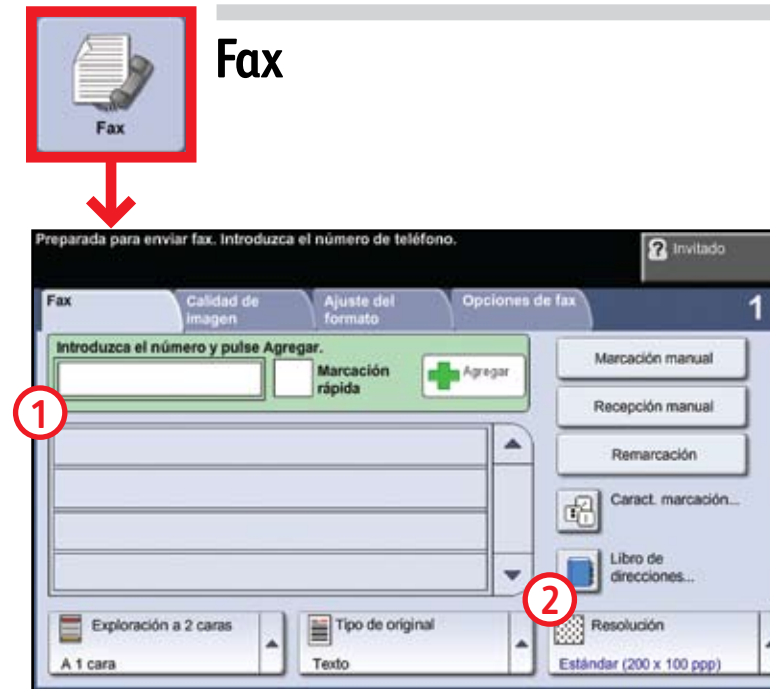 Fax
Fax
Preparada para enviar fax. Introduzca el número de teléfono.
Invitado
Fax
Calidad de
imagen
Ajuste del
formato
Opciones de fax
1
Introduzca el número y pulse Agregar.
Marcación
rápida
Agregar
Marcación manual
Recepción manual
Remarcación
Caract. marcación...
Libro de
direcciones...
1
2
Exploración a 2 caras
A 1 cara
Tipo de original
Texto
Resolución
Estándar (200 x 100 ppp)